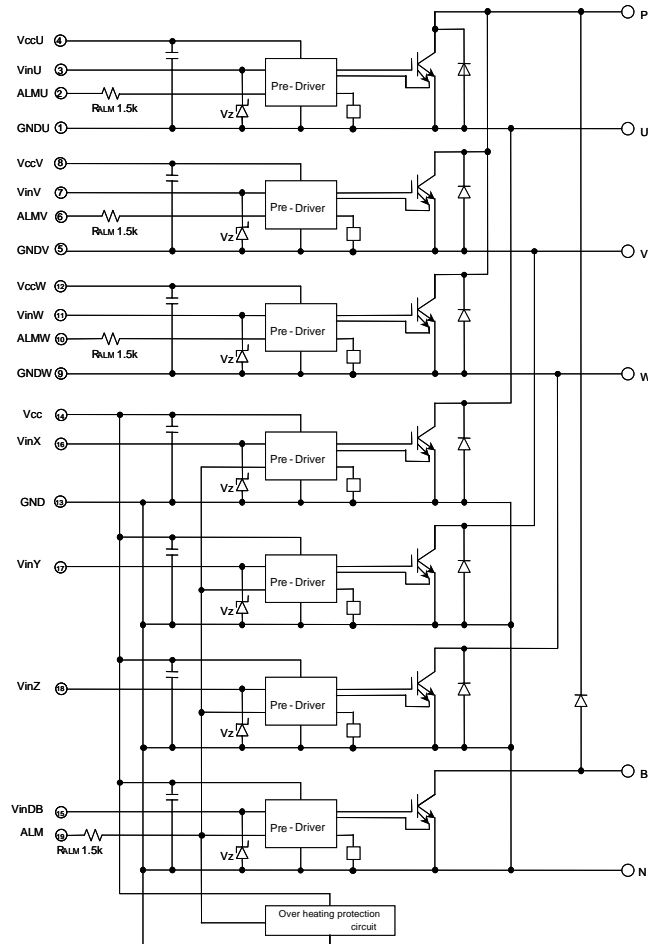 P
VccU 4
VinU 3
Pre-Driver
ALMU 2
RALM 1.5k
Vz
GNDU 1
U
VccV 8
VinV 7
Pre-Driver
ALMV 6
RALM 1.5k
Vz
GNDV 5
V
VccW 12
VinW 11
Pre-Driver
ALMW 10
RALM 1.5k
Vz
GNDW 9
W
Vcc 14
VinX 16
Pre-Driver
Vz
GND 13
VinY 17
Pre-Driver
Vz
VinZ 18
Pre-Driver
Vz
B
VinDB 15
Pre-Driver
ALM 19
RALM 1.5k
Vz
N
Over heating protection
circuit